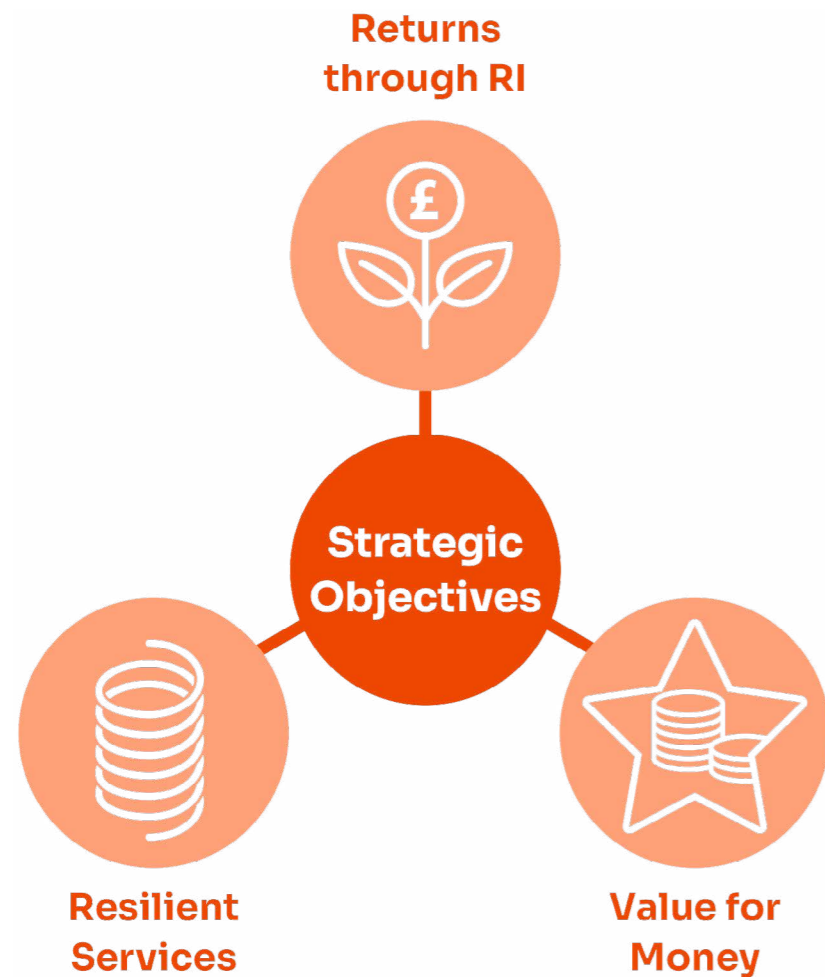 Returns
through RI
£
Strategic
Objectives
Resilient
Services
Value for
Money